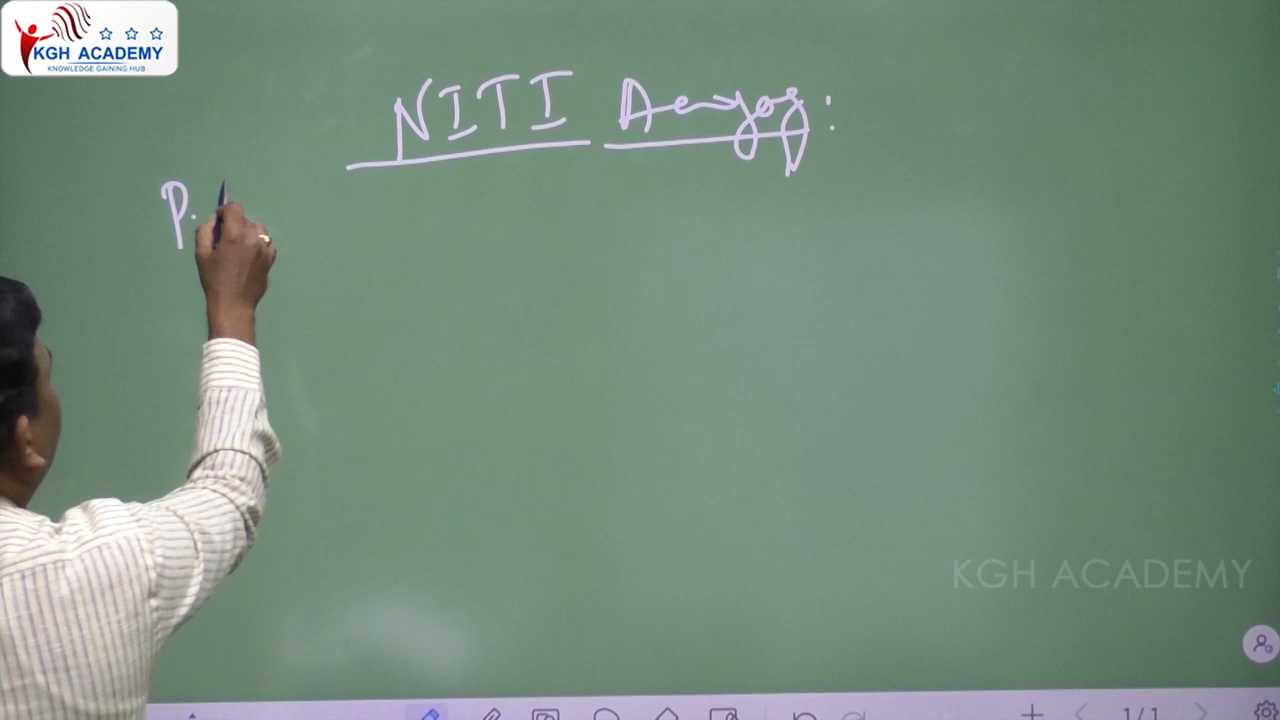 KGH ACADEMY
KNOWLEDGE GAINING HUB
NITI Aayog:
P.
KGH ACADEMY
1/1